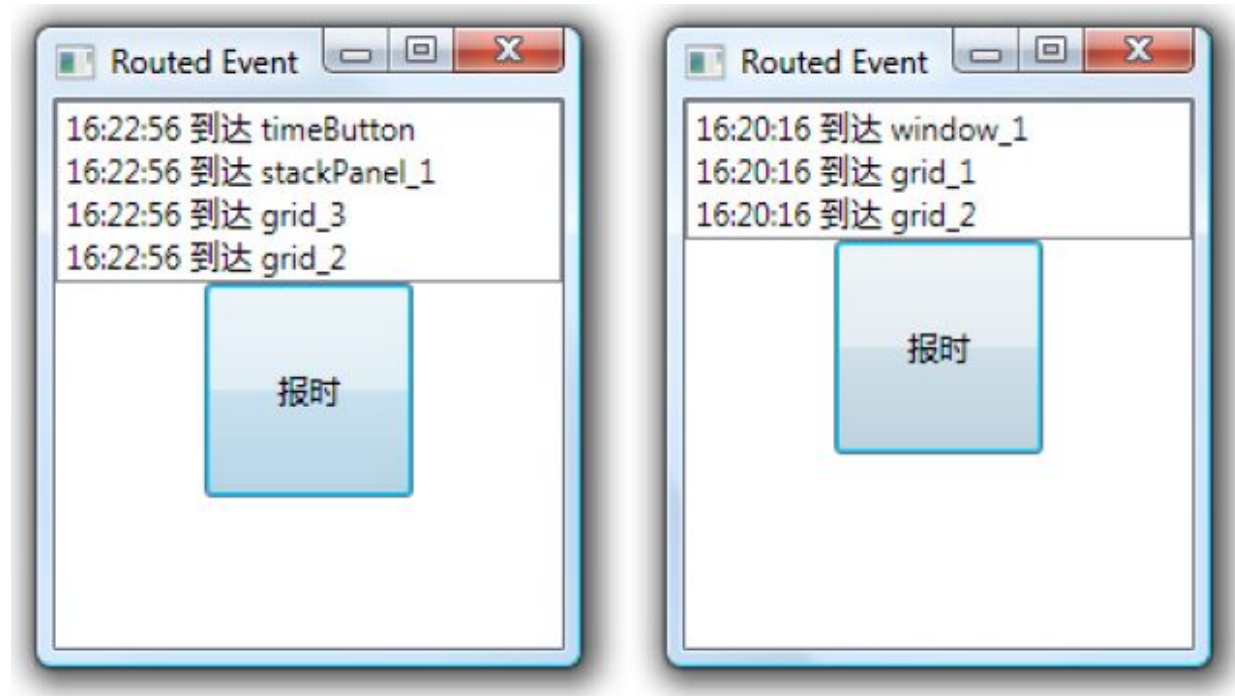 Routed Event
16:22:56 到达 timeButton
16:22:56 到达 stackPanel_1
16:22:56 到达 grid_3
16:22:56 到达 grid_2
报时
Routed Event
16:20:16 到达 window_1
16:20:16 到达 grid_1
16:20:16 到达 grid_2
报时